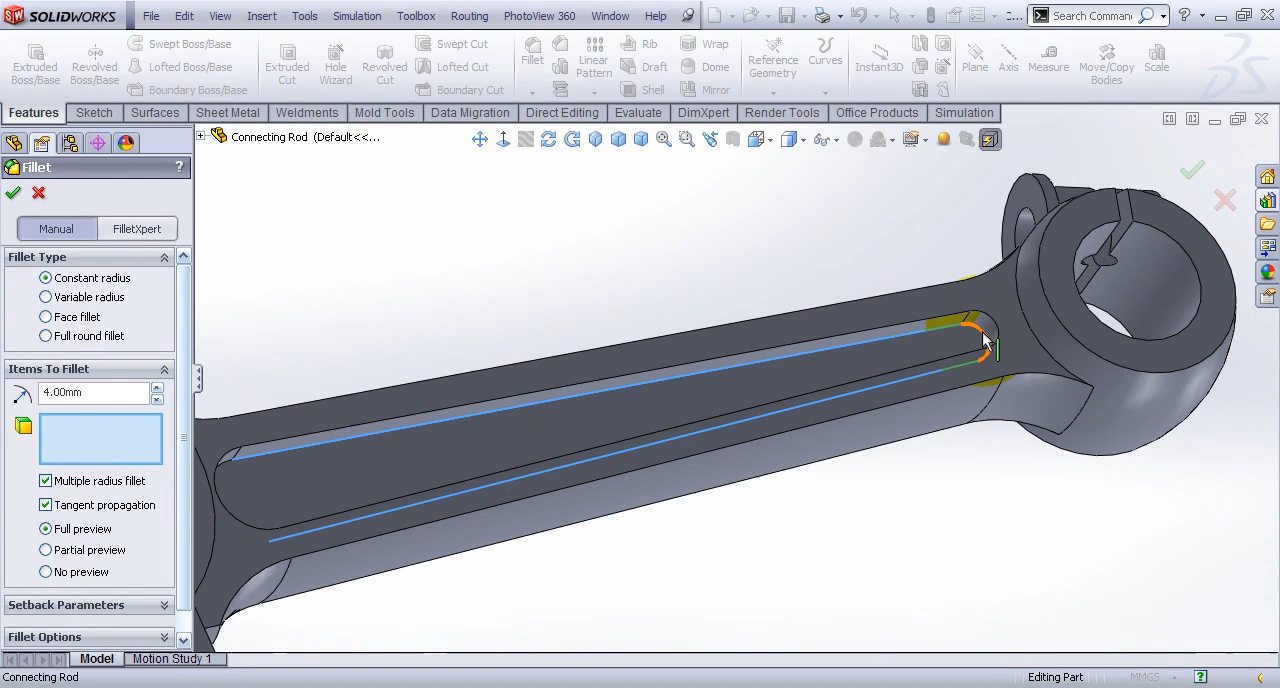 SW SOLIDWORKS File Edit View Insert Tools Simulation Toolbox Routing PhotoView 360 Window Help ::... Search Comman ?
Extruded Boss/Base
Revolved Boss/Base
Swept Boss/Base
Lofted Boss/Base
Boundary Boss/Base
Extruded Cut
Hole Wizard
Revolved Cut
Swept Cut
Lofted Cut
Boundary Cut
Fillet
Linear Pattern
Rib
Draft
Shell
Wrap
Dome
Mirror
Reference Geometry
Curves
Instant3D
Plane
Axis
Measure
Move/Copy Bodies
Scale
Features Sketch Surfaces Sheet Metal Weldments Mold Tools Data Migration Direct Editing Evaluate DimXpert Render Tools Office Products Simulation
Connecting Rod (Default<<...
Fillet ?
Manual FilletXpert
Fillet Type
Constant radius
Variable radius
Face fillet
Full round fillet
Items To Fillet
4.00mm
Multiple radius fillet
Tangent propagation
Full preview
Partial preview
No preview
Setback Parameters
Fillet Options
Model Motion Study 1
Connecting Rod Editing Part MMGS ?